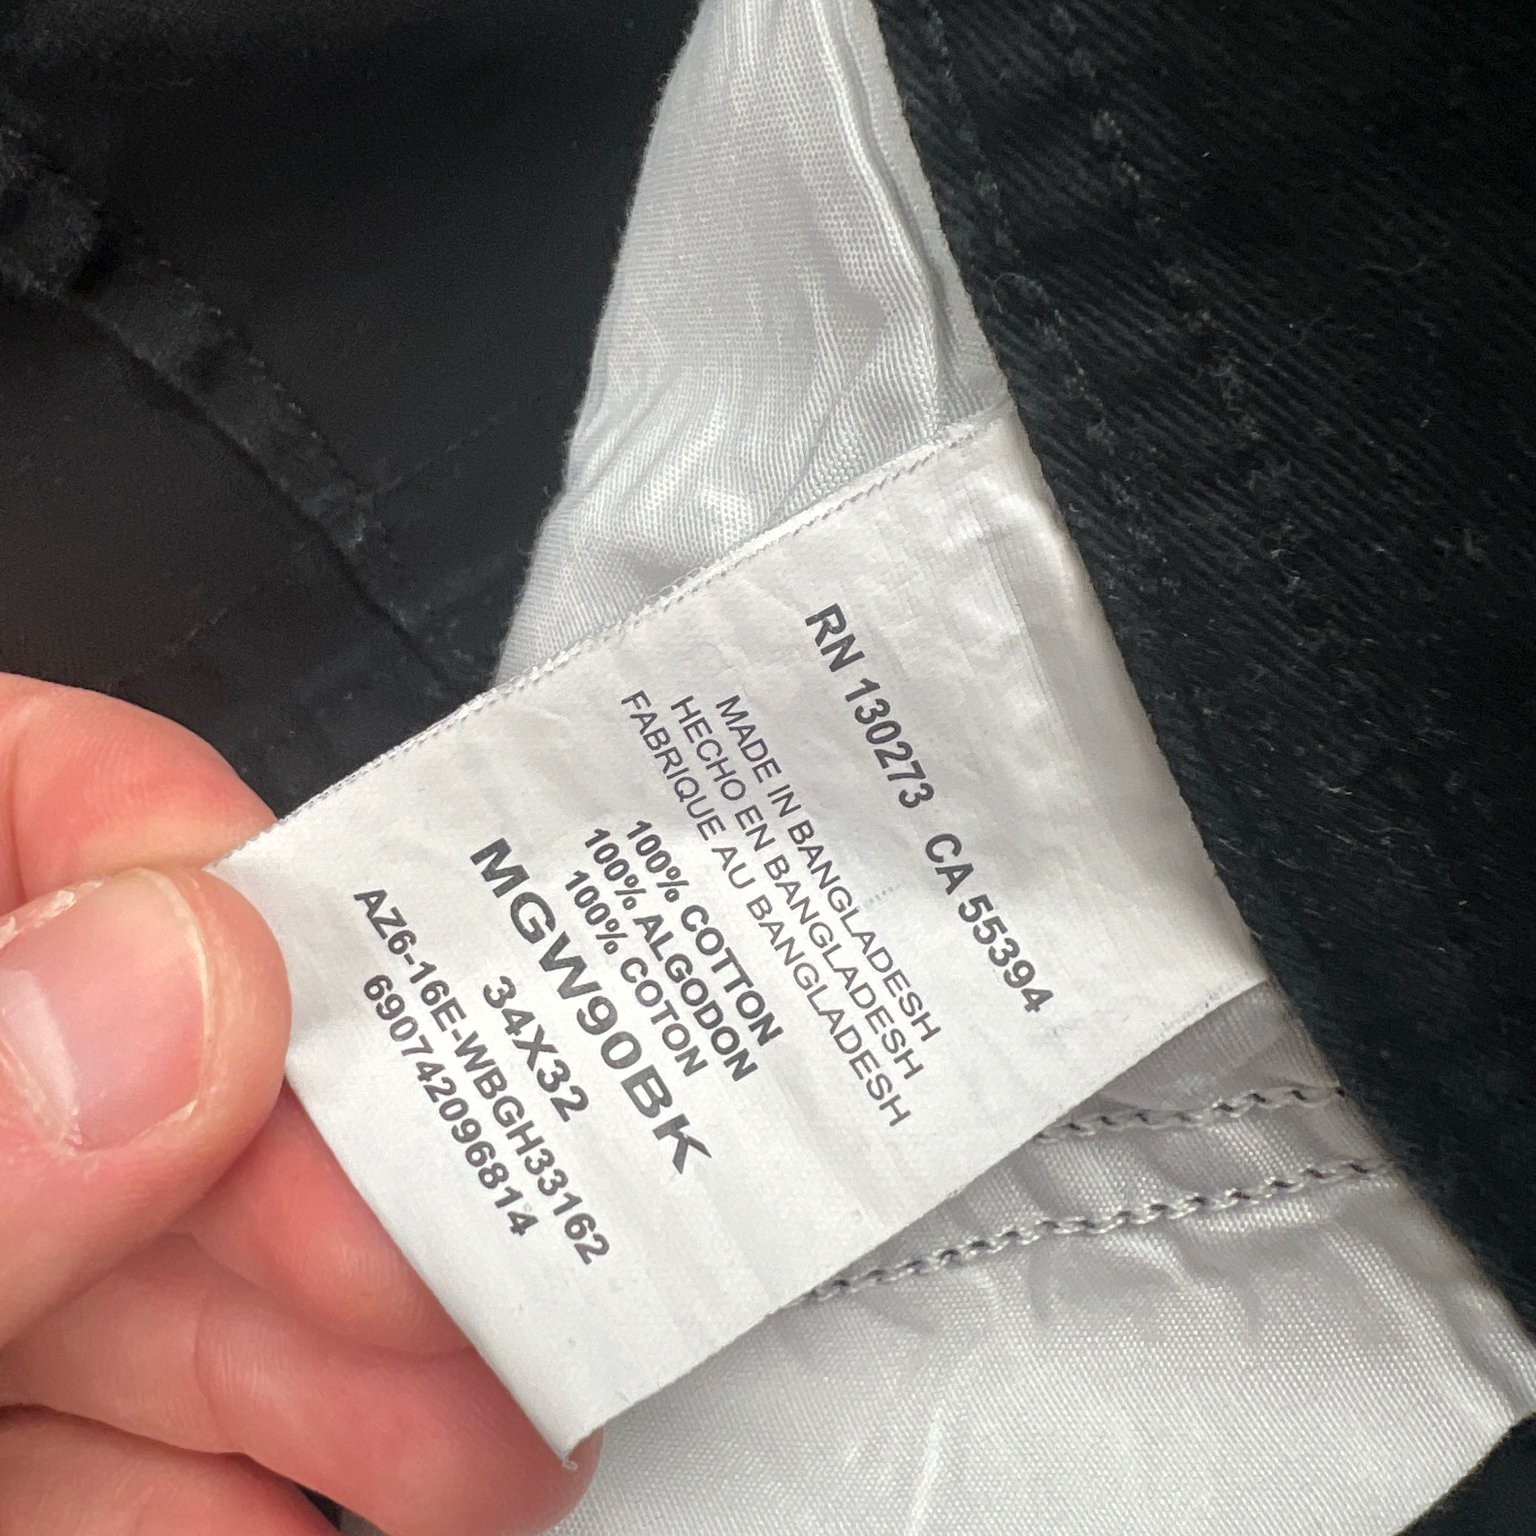 RN 130273 CA 55394
MADE IN BANGLADESH
HECHO EN BANGLADESH
FABRIQUE AU BANGLADESH
100% COTTON
100% ALGODON
100% COTON
MGW90BK
34X32
AZ6-16E-WBGH33162
690742096814